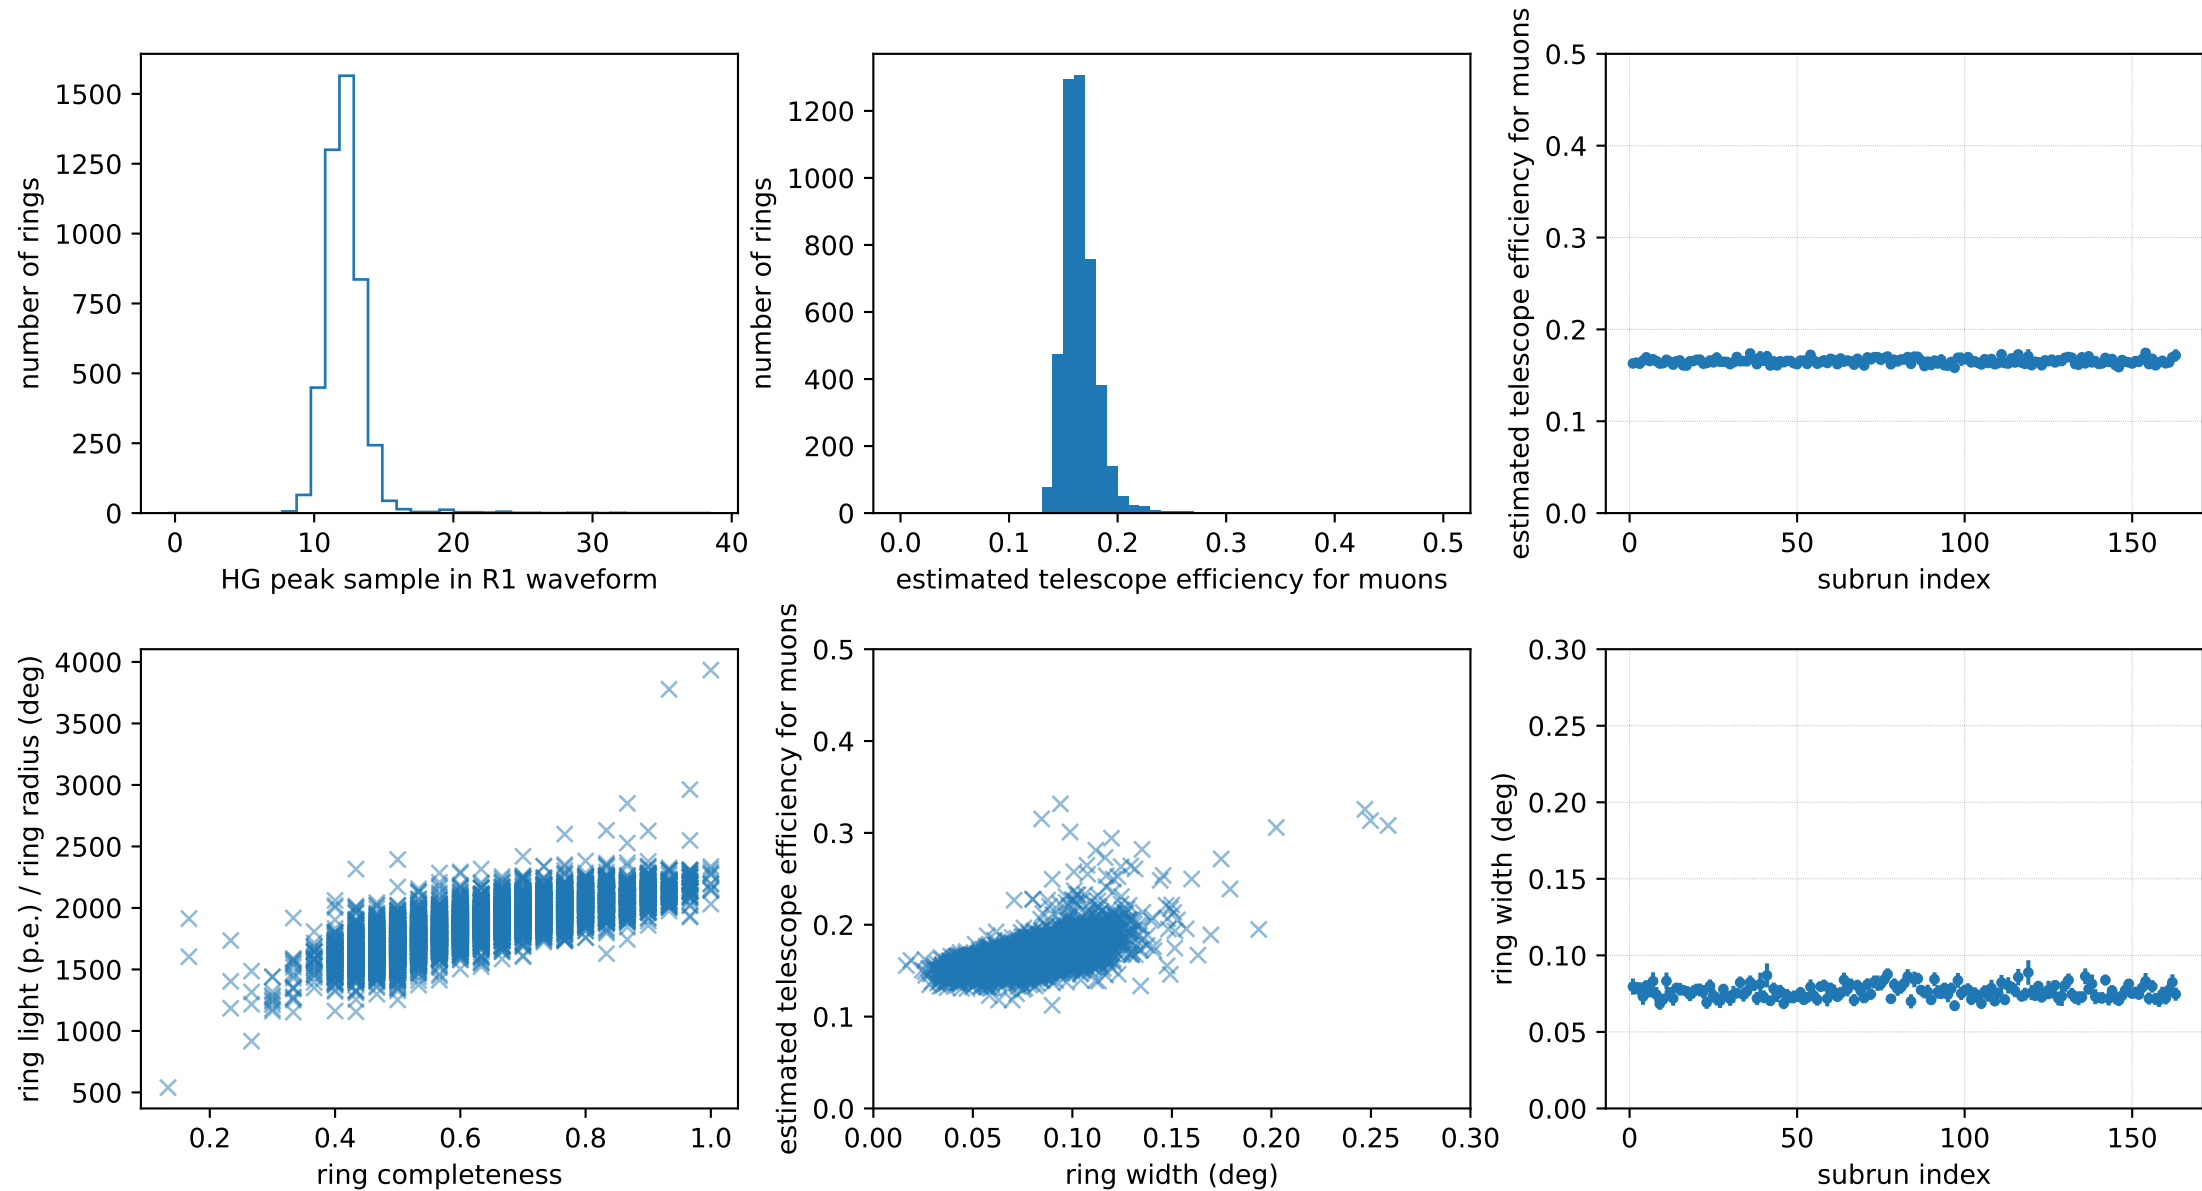 number of rings
1500
1250
1000
750
500
250
0
0 10 20 30 40
HG peak sample in R1 waveform
number of rings
1200
1000
800
600
400
200
0
0.0 0.1 0.2 0.3 0.4 0.5
estimated telescope efficiency for muons
estimated telescope efficiency for muons
0.5
0.4
0.3
0.2
0.1
0.0
0 50 100 150
subrun index
ring light (p.e.) / ring radius (deg)
4000
3500
3000
2500
2000
1500
1000
500
0.2 0.4 0.6 0.8 1.0
ring completeness
estimated telescope efficiency for muons
0.5
0.4
0.3
0.2
0.1
0.0
0.00 0.05 0.10 0.15 0.20 0.25 0.30
ring width (deg)
ring width (deg)
0.30
0.25
0.20
0.15
0.10
0.05
0.00
0 50 100 150
subrun index